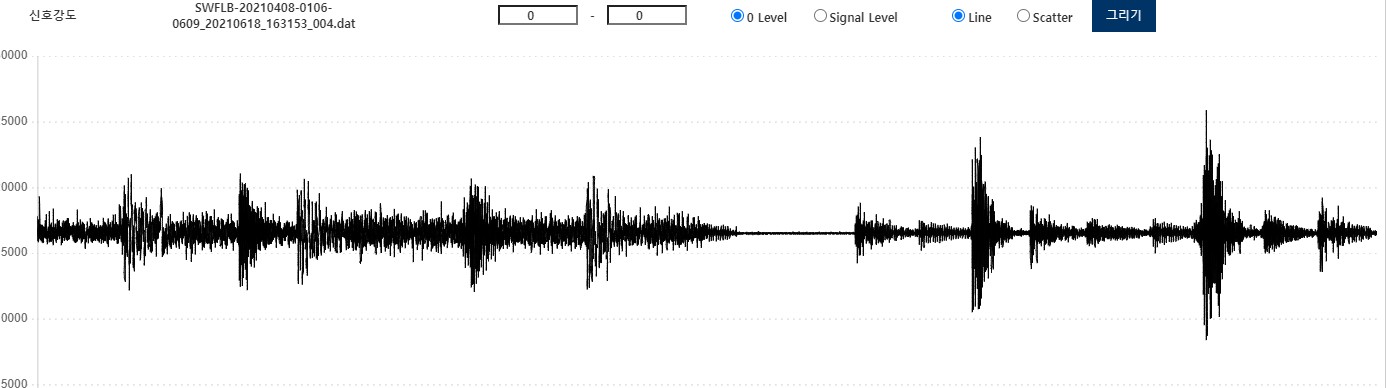 신호강도
SWFLB-20210408-0106-
0609_20210618_163153_004.dat
0 - 0
0 Level Signal Level
Line Scatter
그리기
0000
5000
0000
5000
0000
5000